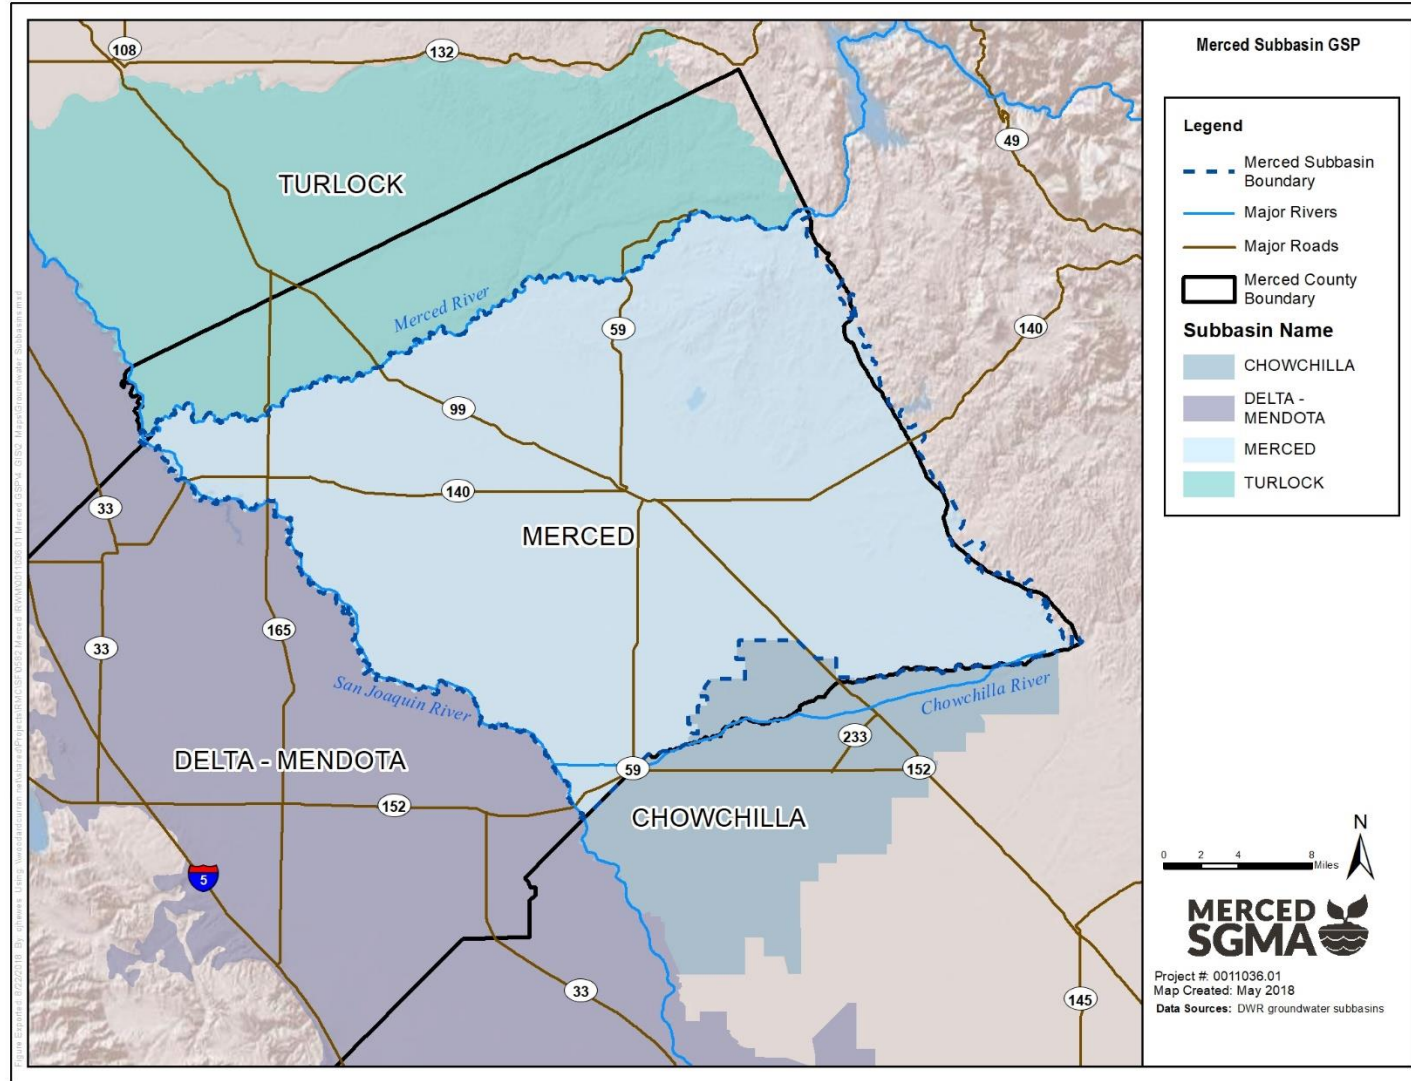 Merced Subbasin GSP
Legend
Merced Subbasin
Boundary
Major Rivers
Major Roads
Merced County
Boundary
Subbasin Name
CHOWCHILLA
DELTA -
MENDOTA
MERCED
TURLOCK
108
132
49
TURLOCK
Merced River
59
140
99
33
140
MERCED
165
33
San Joaquin River
Chowchilla River
233
DELTA - MENDOTA
59
152
152
CHOWCHILLA
5
33
145
N
0 2 4 8
Miles
MERCED
SGMA
Project #: 0011036.01
Map Created: May 2018
Data Sources: DWR groundwater subbasins